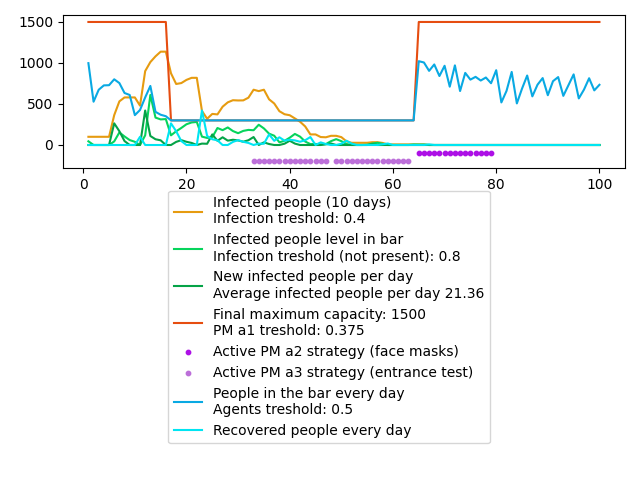 1500
1000
500
0
0
20
40
60
80
100
Infected people (10 days)
Infection treshold: 0.4
Infected people level in bar
Infection treshold (not present): 0.8
New infected people per day
Average infected people per day 21.36
Final maximum capacity: 1500
PM a1 treshold: 0.375
Active PM a2 strategy (face masks)
Active PM a3 strategy (entrance test)
People in the bar every day
Agents treshold: 0.5
Recovered people every day